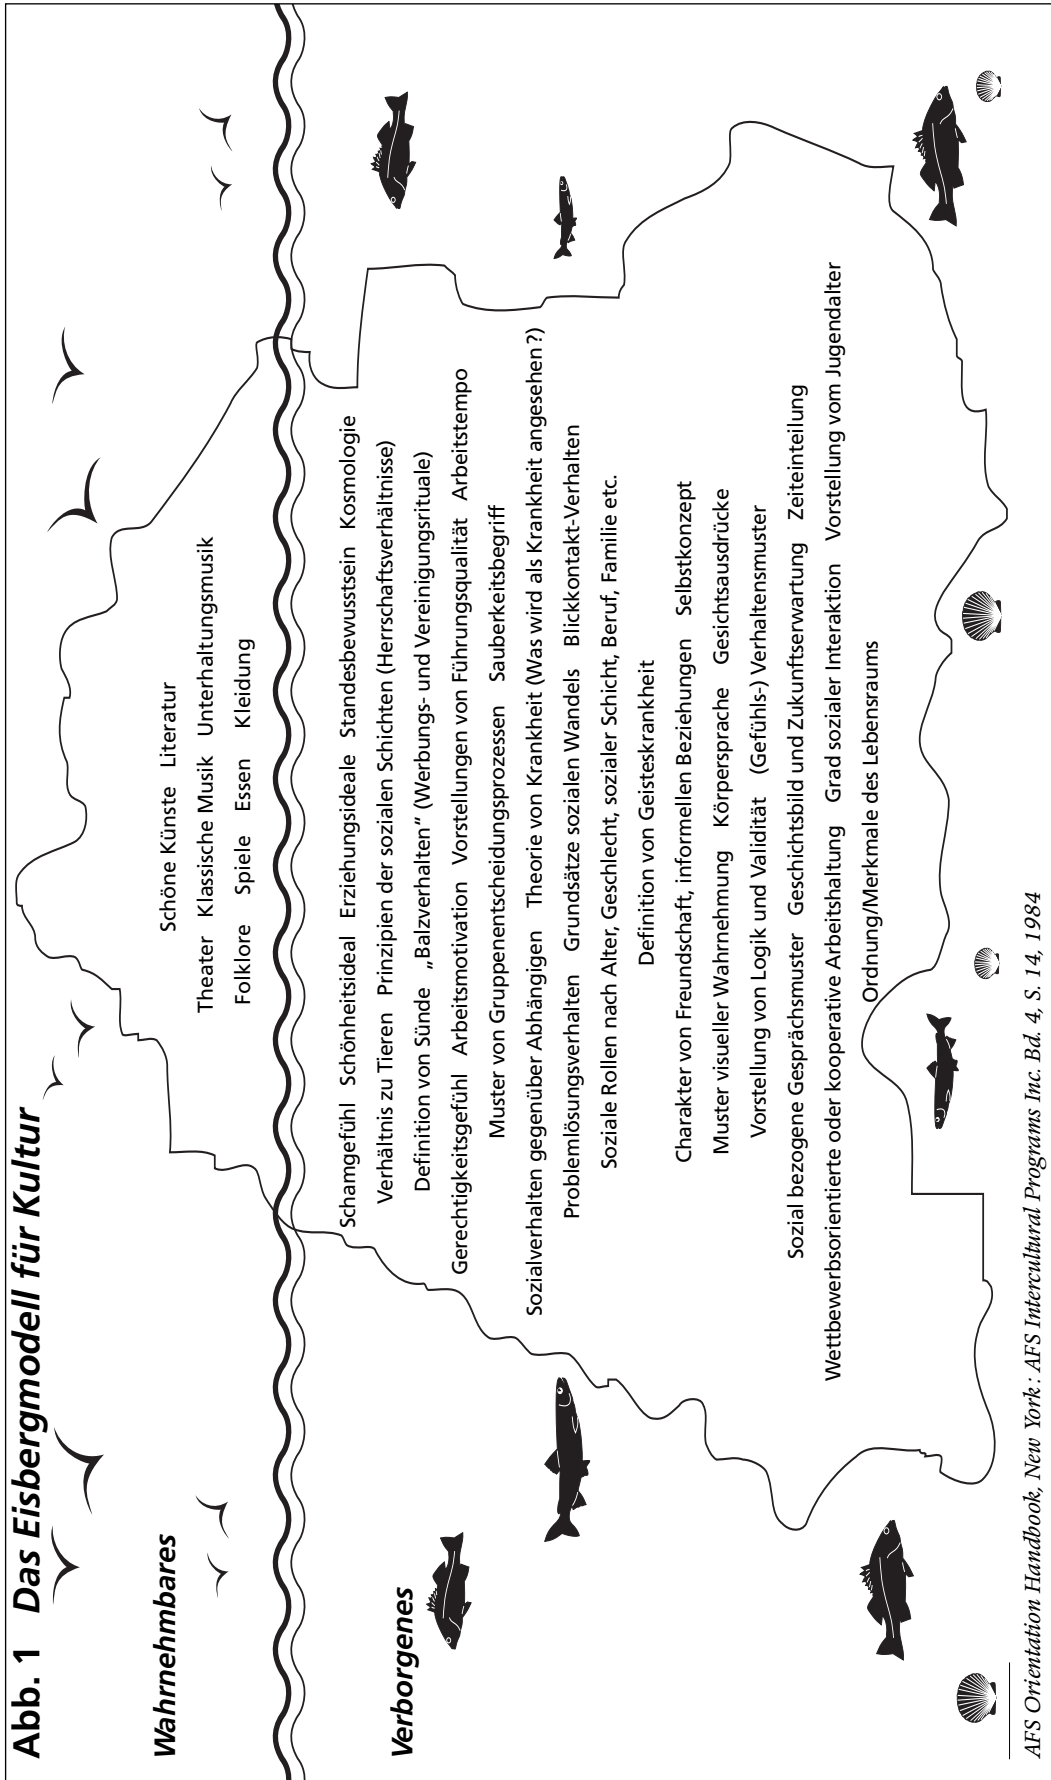 Abb. 1 Das Eisbergmodell für Kultur
Wahrnehmbares
Schöne Künste Literatur
Theater Klassische Musik Unterhaltungsmusik
Folklore Spiele Essen Kleidung
Verborgenes
Schamgefühl Schönheitsideal Erziehungsideale Standesbewusstsein Kosmologie
Verhältnis zu Tieren Prinzipien der sozialen Schichten (Herrschaftsverhältnisse)
Definition von Sünde „Balzverhalten“ (Werbungs- und Vereinigungsrituale)
Gerechtigkeitsgefühl Arbeitsmotivation Vorstellungen von Führungsqualität Arbeitstempo
Muster von Gruppenentscheidungsprozessen Sauberkeitsbegriff
Sozialverhalten gegenüber Abhängigen Theorie von Krankheit (Was wird als Krankheit angesehen ?)
Problemlösungsverhalten Grundsätze sozialen Wandels Blickkontakt-Verhalten
Soziale Rollen nach Alter, Geschlecht, sozialer Schicht, Beruf, Familie etc.
Definition von Geisteskrankheit
Charakter von Freundschaft, informellen Beziehungen Selbstkonzept
Muster visueller Wahrnehmung Körpersprache Gesichtsausdrücke
Vorstellung von Logik und Validität (Gefühls-) Verhaltensmuster
Sozial bezogene Gesprächsmuster Geschichtsbild und Zukunftserwartung Zeiteinteilung
Wettbewerbsorientierte oder kooperative Arbeitshaltung Grad sozialer Interaktion Vorstellung vom Jugendalter
Ordnung/Merkmale des Lebensraums
AFS Orientation Handbook, New York : AFS Intercultural Programs Inc. Bd. 4, S. 14, 1984